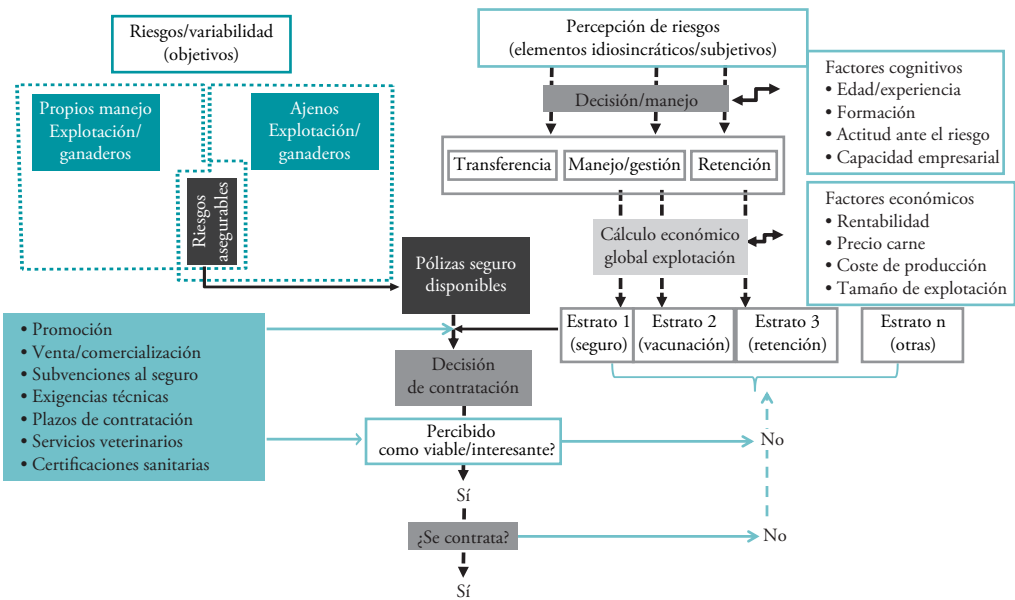 Riesgos/variabilidad
(objetivos)
Propios manejo
Explotación/
ganaderos
Ajenos
Explotación/
ganaderos
Riesgos
asegurables
Percepción de riesgos
(elementos idiosincráticos/subjetivos)
Decisión/manejo
Factores cognitivos
• Edad/experiencia
• Formación
• Actitud ante el riesgo
• Capacidad empresarial
Transferencia
Manejo/gestión
Retención
Cálculo económico
global explotación
Factores económicos
• Rentabilidad
• Precio carne
• Coste de producción
• Tamaño de explotación
Pólizas seguro
disponibles
Estrato 1
(seguro)
Estrato 2
(vacunación)
Estrato 3
(retención)
Estrato n
(otras)
• Promoción
• Venta/comercialización
• Subvenciones al seguro
• Exigencias técnicas
• Plazos de contratación
• Servicios veterinarios
• Certificaciones sanitarias
Decisión
de contratación
Percibido
como viable/interesante?
No
Sí
¿Se contrata?
No
Sí